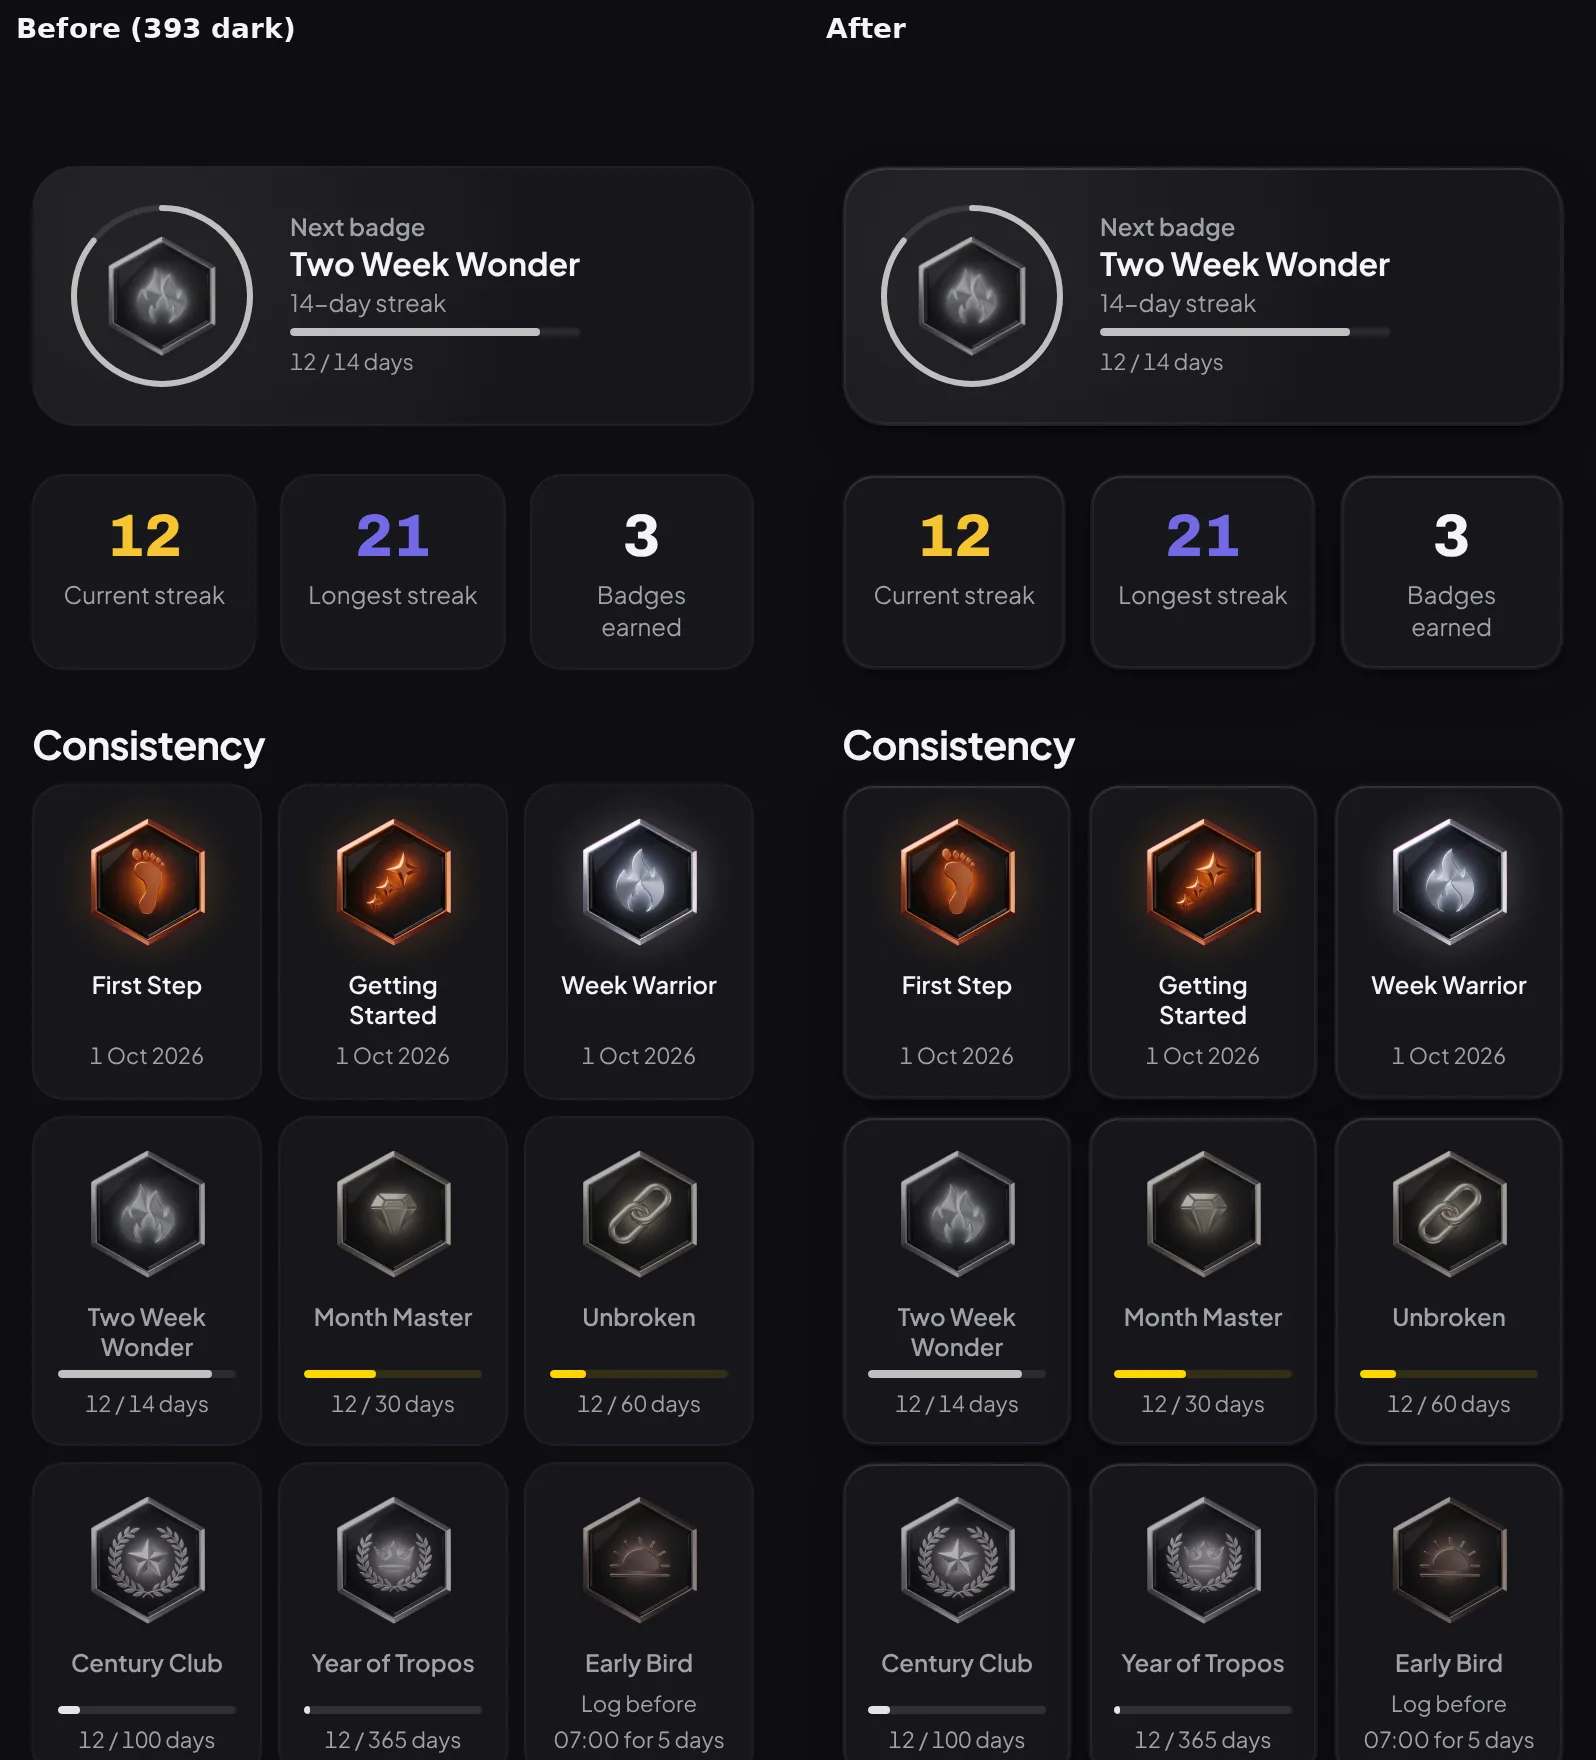 Before (393 dark)
Next badge
Two Week Wonder
14-day streak
12 / 14 days
12
21
3
Current streak
Longest streak
Badges
earned
Consistency
First Step
Getting
Started
Week Warrior
1 Oct 2026
1 Oct 2026
1 Oct 2026
Two Week
Wonder
Month Master
Unbroken
12 / 14 days
12 / 30 days
12 / 60 days
Century Club
Year of Tropos
Early Bird
Log before
12 / 100 days
12 / 365 days
07:00 for 5 days
After
Next badge
Two Week Wonder
14-day streak
12 / 14 days
12
21
3
Current streak
Longest streak
Badges
earned
Consistency
First Step
Getting
Started
Week Warrior
1 Oct 2026
1 Oct 2026
1 Oct 2026
Two Week
Wonder
Month Master
Unbroken
12 / 14 days
12 / 30 days
12 / 60 days
Century Club
Year of Tropos
Early Bird
Log before
12 / 100 days
12 / 365 days
07:00 for 5 days